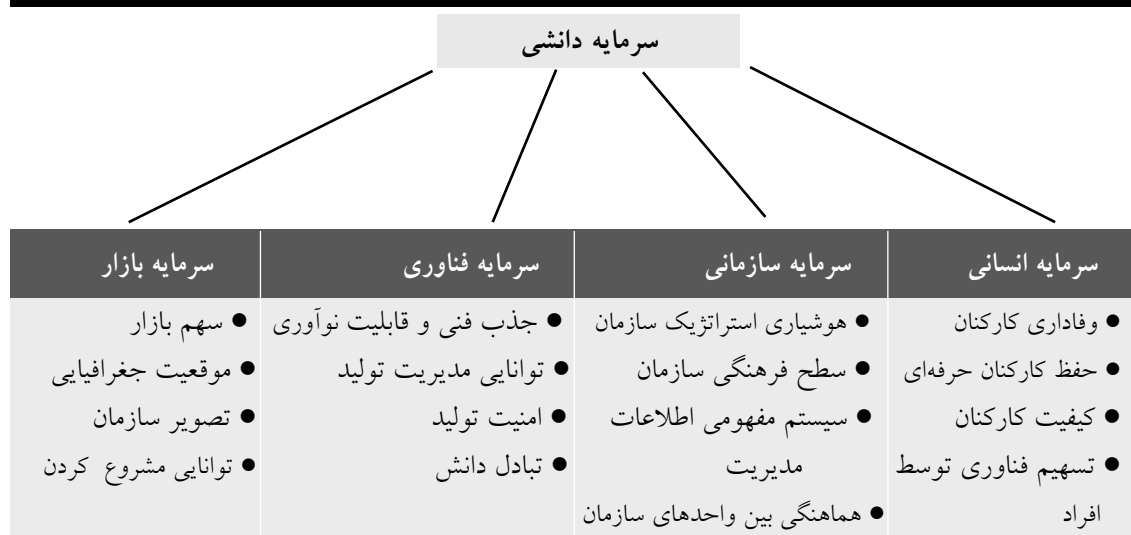 سرمایه دانشی
سرمایه انسانی
● وفاداری کارکنان
● حفظ کارکنان حرفه‌ای
● کیفیت کارکنان
● تسهیم فناوری توسط
افراد
سرمایه سازمانی
● هوشیاری استراتژیک سازمان
● سطح فرهنگی سازمان
● سیستم مفهومی اطلاعات
مدیریت
● هماهنگی بین واحدهای سازمان
سرمایه فناوری
● جذب فنی و قابلیت نوآوری
● توانایی مدیریت تولید
● امنیت تولید
● تبادل دانش
سرمایه بازار
● سهم بازار
● موقعیت جغرافیایی
● تصویر سازمان
● توانایی مشروع کردن